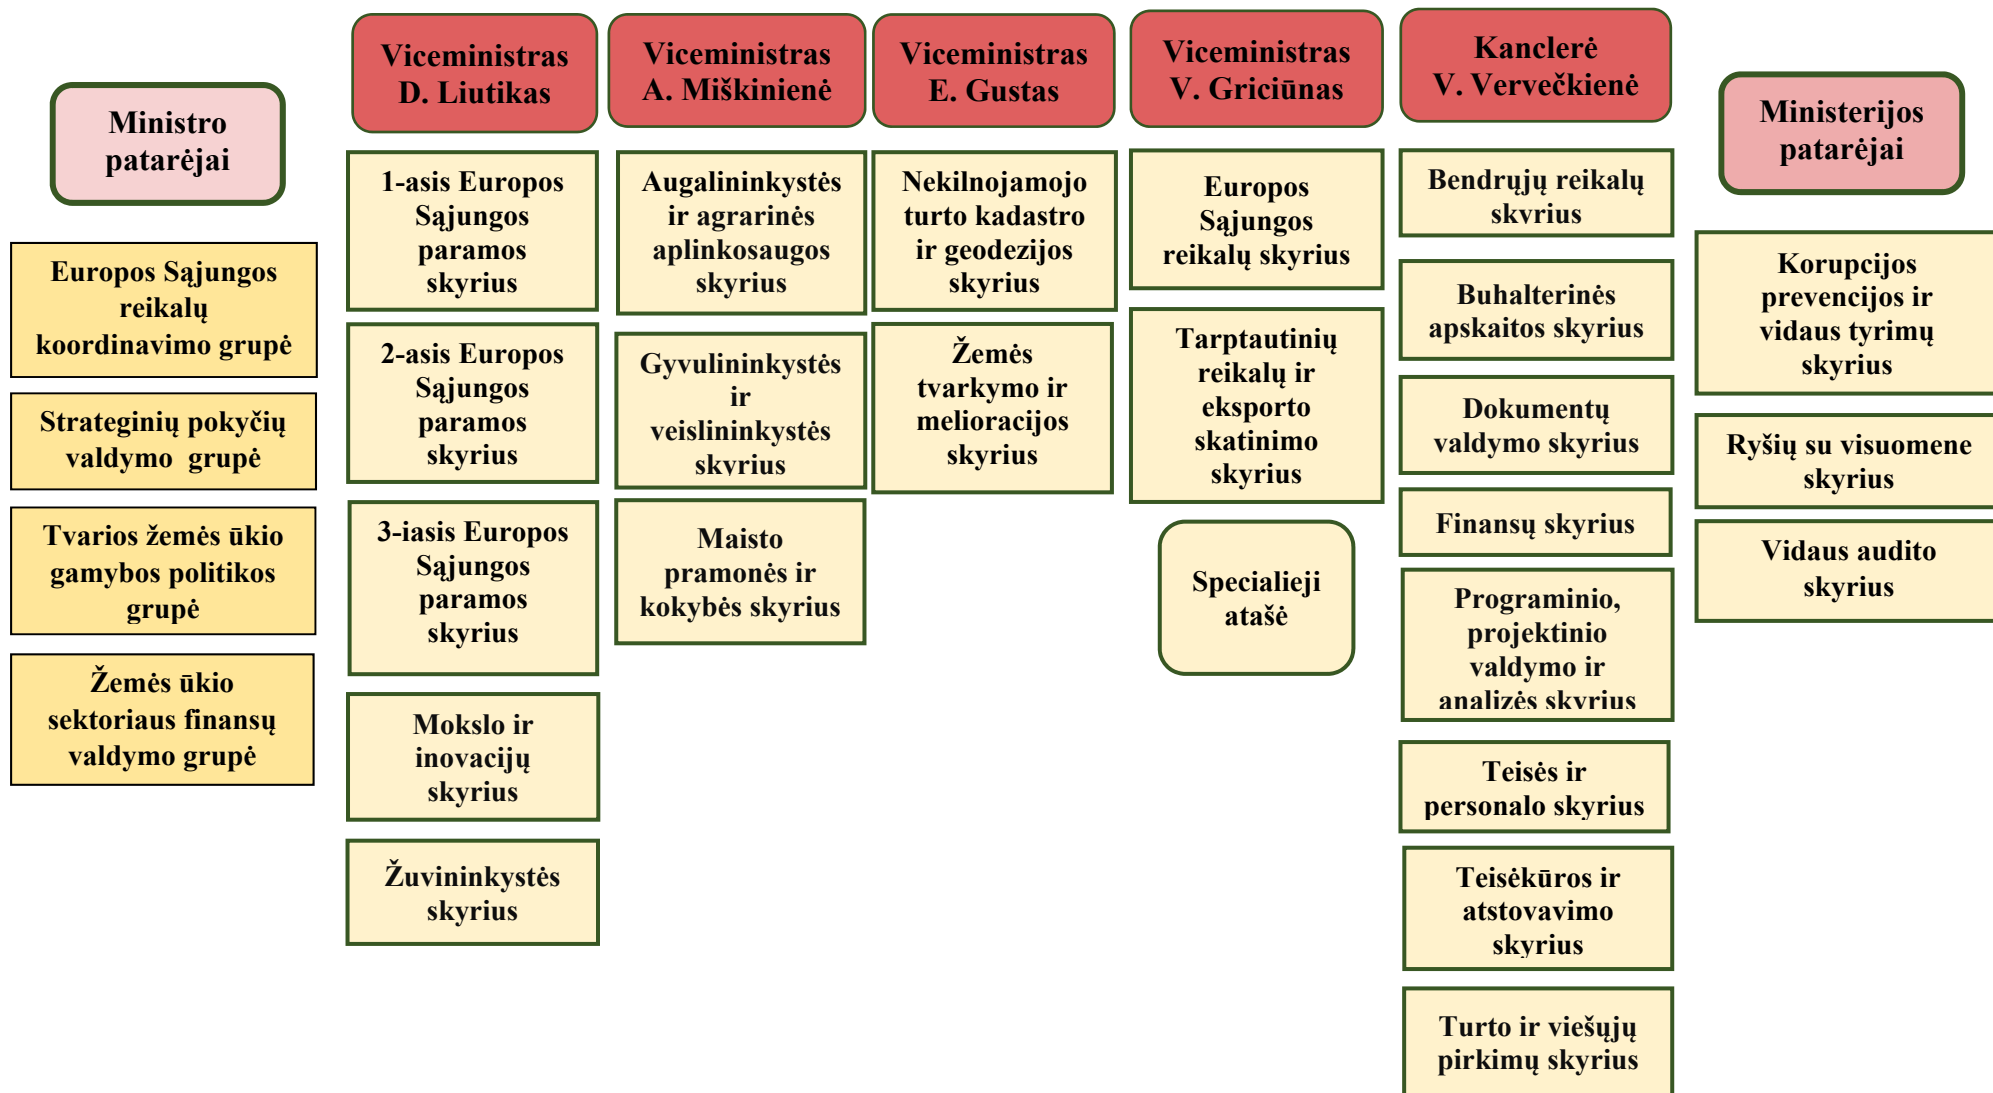 Ministro
patarėjai
Europos Sąjungos
reikalų
koordinavimo grupė
Strateginių pokyčių
valdymo grupė
Tvarios žemės ūkio
gamybos politikos
grupė
Žemės ūkio
sektoriaus finansų
valdymo grupė
Viceministras
D. Liutikas
1-asis Europos
Sąjungos
paramos
skyrius
2-asis Europos
Sąjungos
paramos
skyrius
3-iasis Europos
Sąjungos
paramos
skyrius
Mokslo ir
inovacijų
skyrius
Žuvininkystės
skyrius
Viceministras
A. Miškinienė
Augalininkystės
ir agrarinės
aplinkosaugos
skyrius
Gyvulininkystės
ir
veislininkystės
skyrius
Maisto
pramonės ir
kokybės skyrius
Viceministras
E. Gustas
Nekilnojamojo
turto kadastro
ir geodezijos
skyrius
Žemės
tvarkymo ir
melioracijos
skyrius
Viceministras
V. Griciūnas
Europos
Sąjungos
reikalų skyrius
Tarptautinių
reikalų ir
eksporto
skatinimo
skyrius
Specialieji
atašė
Kanclerė
V. Vervečkienė
Bendrųjų reikalų
skyrius
Buhalterinės
apskaitos skyrius
Dokumentų
valdymo skyrius
Finansų skyrius
Programinio,
projektinio
valdymo ir
analizės skyrius
Teisės ir
personalo skyrius
Teisėkūros ir
atstovavimo
skyrius
Turto ir viešųjų
pirkimų skyrius
Ministerijos
patarėjai
Korupcijos
prevencijos ir
vidaus tyrimų
skyrius
Ryšių su visuomene
skyrius
Vidaus audito
skyrius